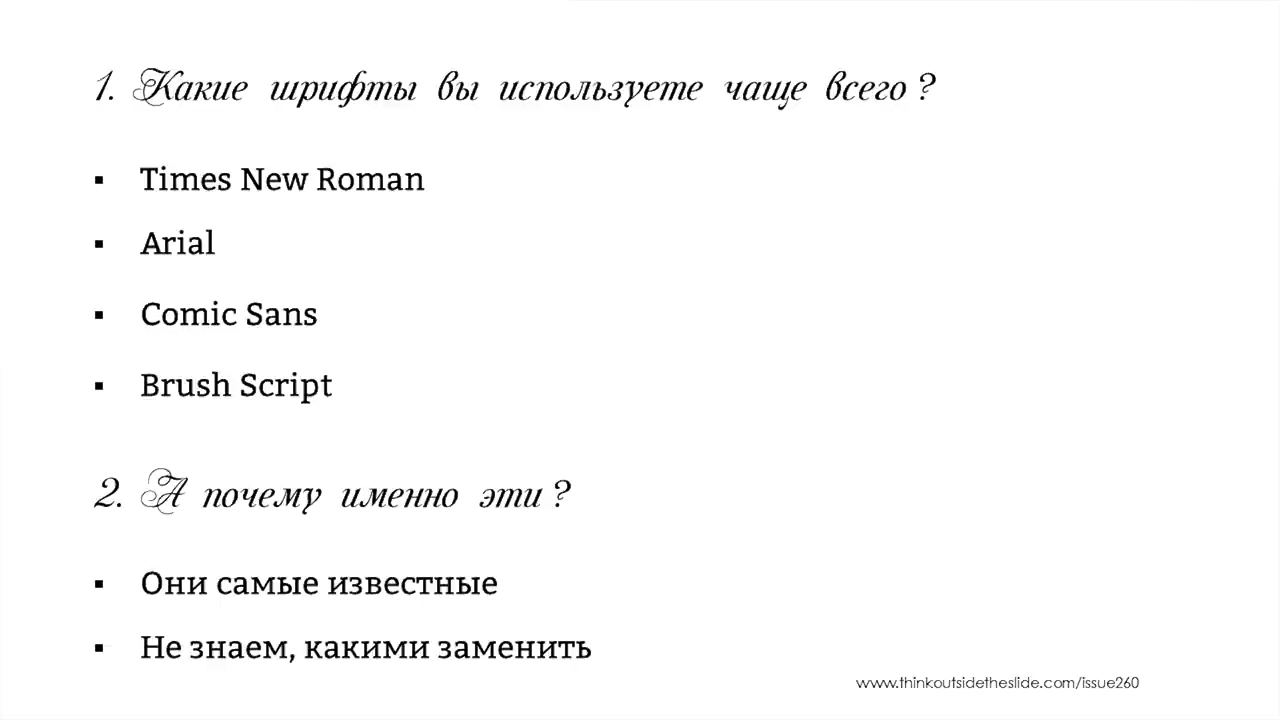 1. Какие шрифты вы используете чаще всего?
▪ Times New Roman
▪ Arial
▪ Comic Sans
▪ Brush Script
2. А почему именно эти?
▪ Они самые известные
▪ Не знаем, какими заменить
www.thinkoutsidetheslide.com/issue260